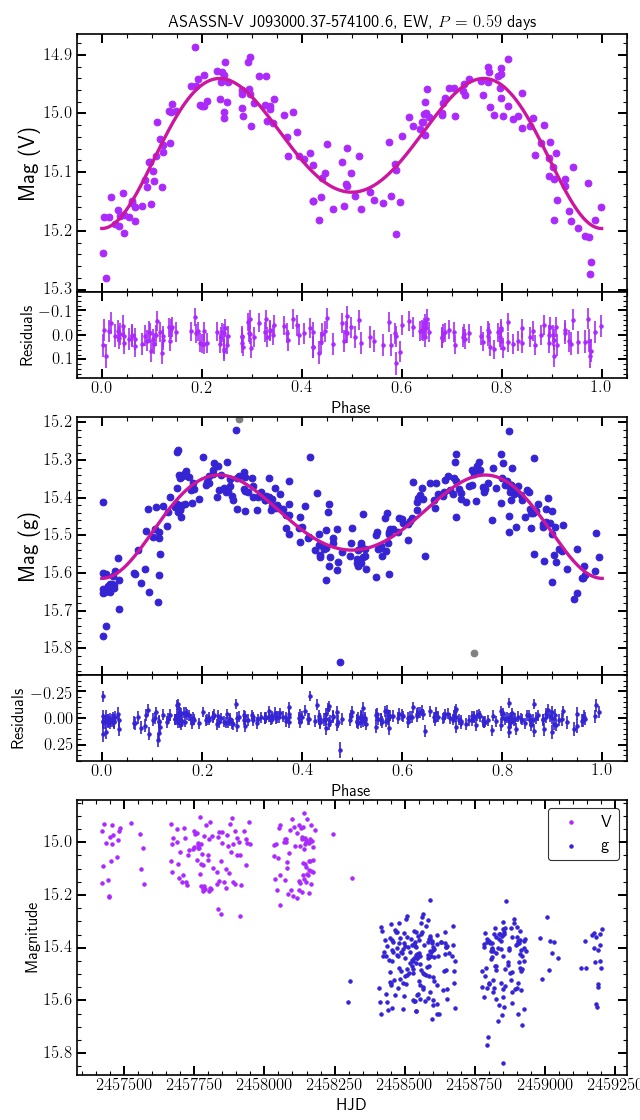 ASASSN-V J093000.37-574100.6, EW, P = 0.59 days
14.9
15.0
15.1
15.2
15.3
Mag (V)
−0.1
0.0
0.1
Residuals
0.0 0.2 0.4 0.6 0.8 1.0
Phase
15.2
15.3
15.4
15.5
15.6
15.7
15.8
Mag (g)
−0.25
0.00
0.25
Residuals
0.0 0.2 0.4 0.6 0.8 1.0
Phase
V
g
15.0
15.2
15.4
15.6
15.8
Magnitude
2457500 2457750 2458000 2458250 2458500 2458750 2459000 2459250
HJD